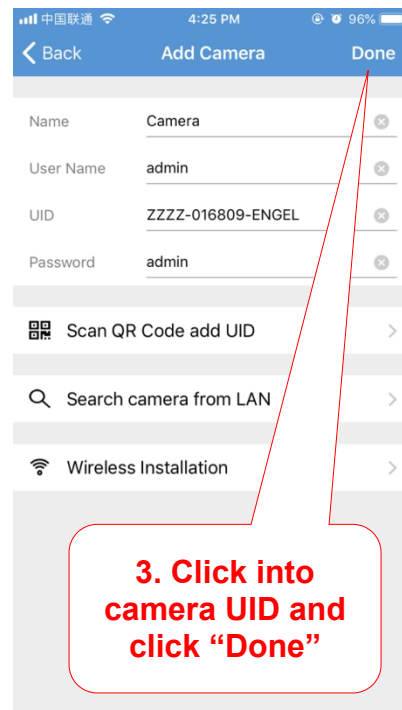 中国联通 4:25 PM 96%
Back Add Camera Done
Name Camera
User Name admin
UID ZZZZ-016809-ENGEL
Password admin
Scan QR Code add UID
Search camera from LAN
Wireless Installation
3. Click into
camera UID and
click “Done”